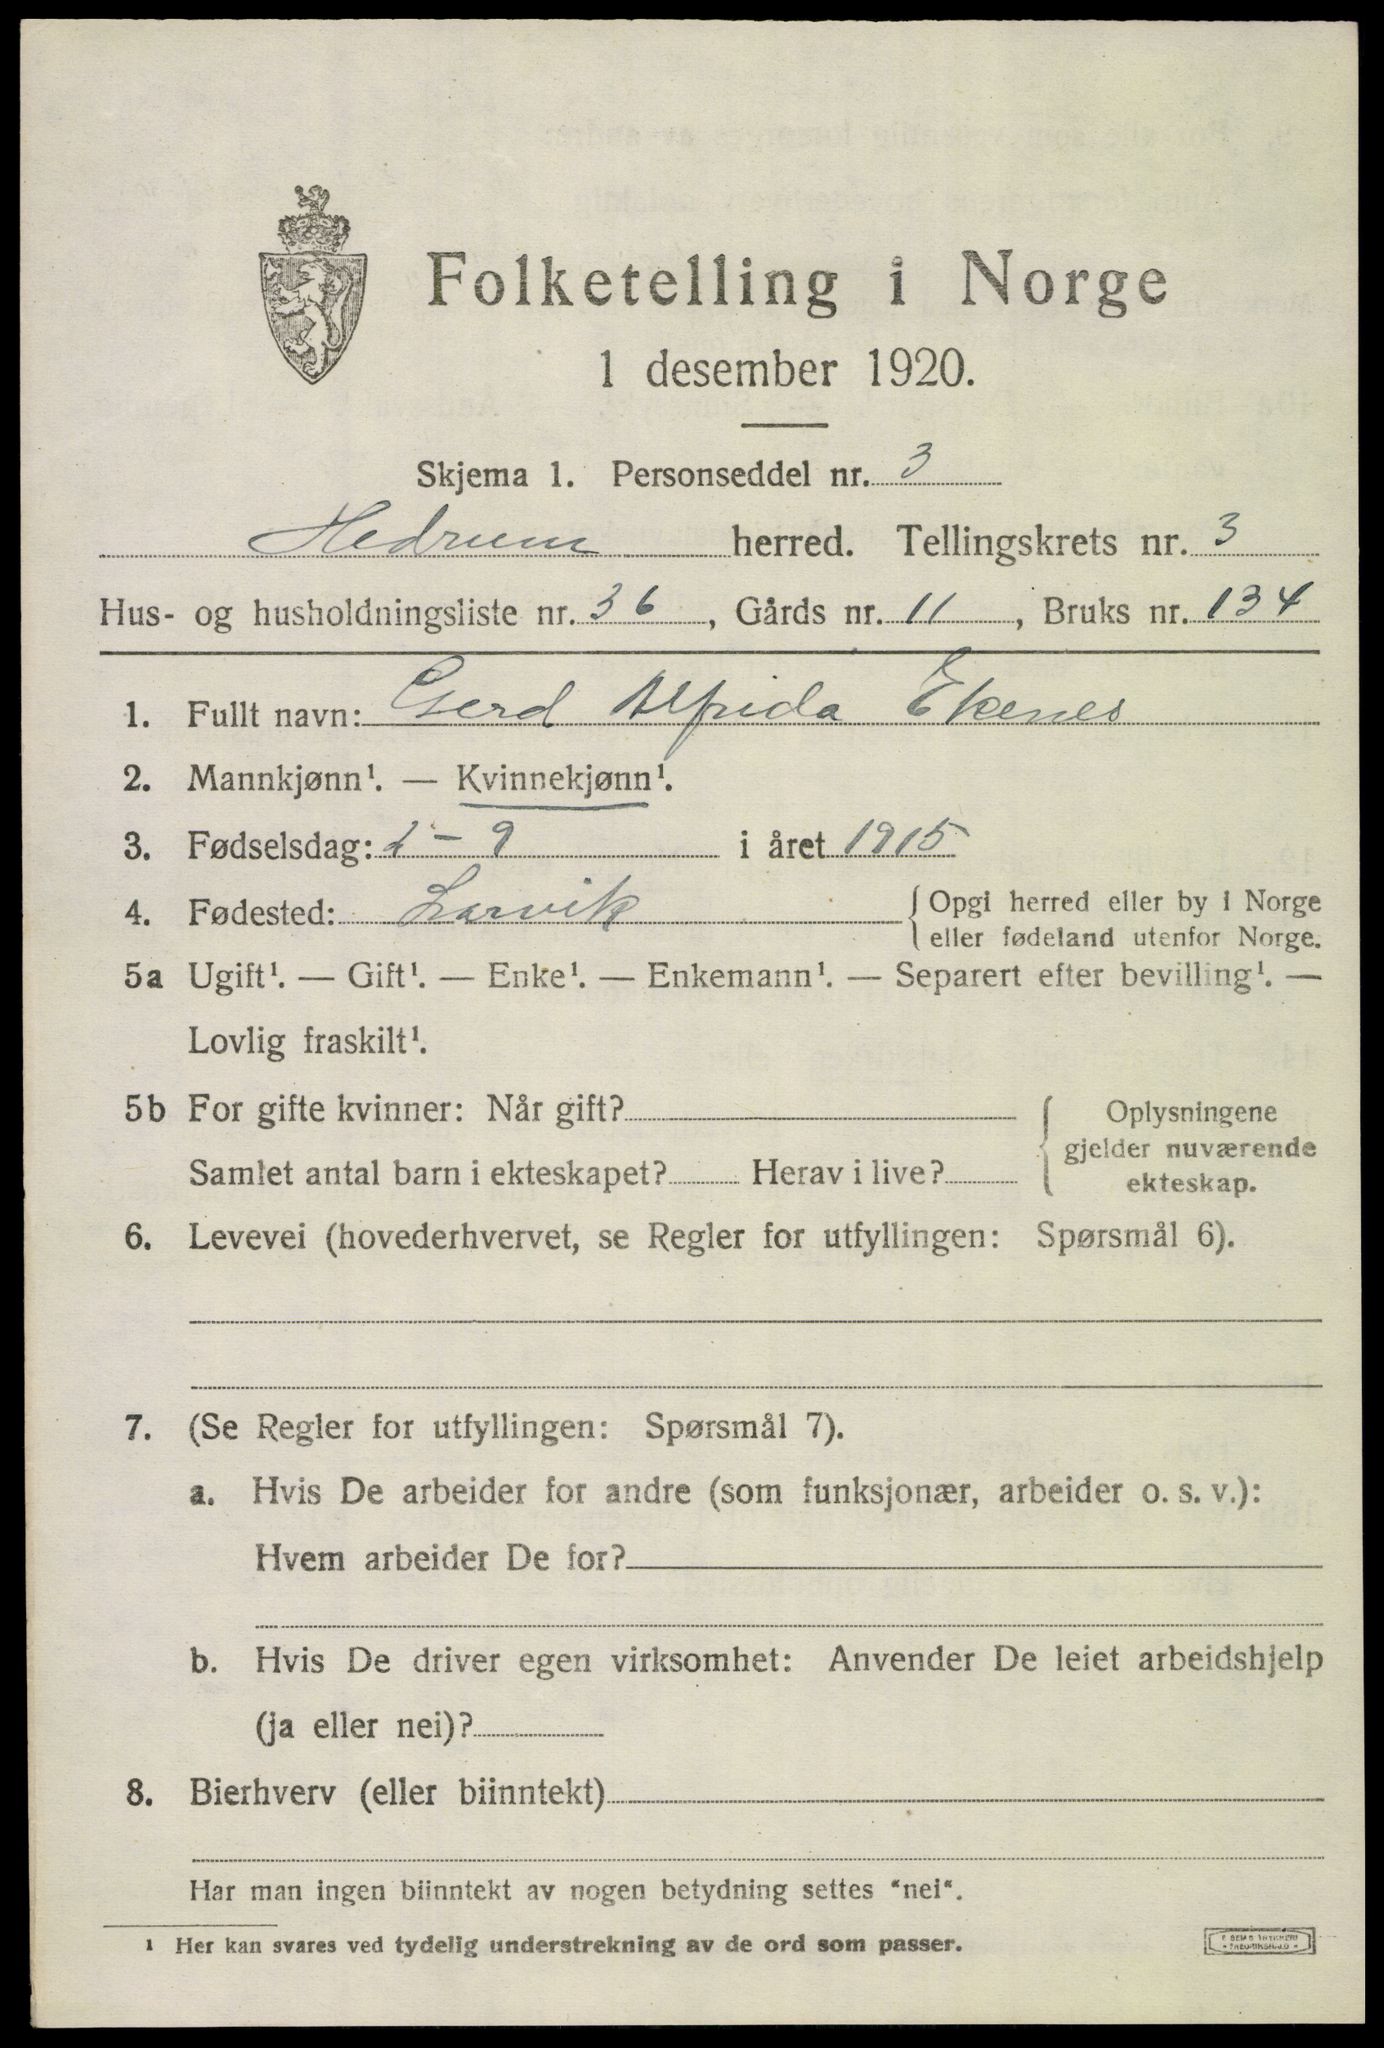 Folketelling i Norge
1 desember 1920.
Skjema 1. Personseddel nr. 3
Hedrum herred. Tellingskrets nr. 3
Hus- og husholdningsliste nr. 36, Gårds nr. 11, Bruks nr. 134
1. Fullt navn: Gerd Alfrida Ekenes
2. Mannkjønn¹. — Kvinnekjønn¹.
3. Fødselsdag: 2 - 9 i året 1915
4. Fødested: Larvik { Opgi herred eller by i Norge
eller fødeland utenfor Norge.
5a Ugift¹. — Gift¹. — Enke¹. — Enkemann¹. — Separert efter bevilling¹. —
Lovlig fraskilt¹.
5b For gifte kvinner: Når gift? { Oplysningene
gjelder nuværende
Samlet antal barn i ekteskapet? Herav i live? ekteskap.
6. Levevei (hovederhvervet, se Regler for utfyllingen: Spørsmål 6).
7. (Se Regler for utfyllingen: Spørsmål 7).
a. Hvis De arbeider for andre (som funksjonær, arbeider o. s. v.):
Hvem arbeider De for?
b. Hvis De driver egen virksomhet: Anvender De leiet arbeidshjelp
(ja eller nei)?
8. Bierhverv (eller biinntekt)
Har man ingen biinntekt av nogen betydning settes "nei".
¹ Her kan svares ved tydelig understrekning av de ord som passer.